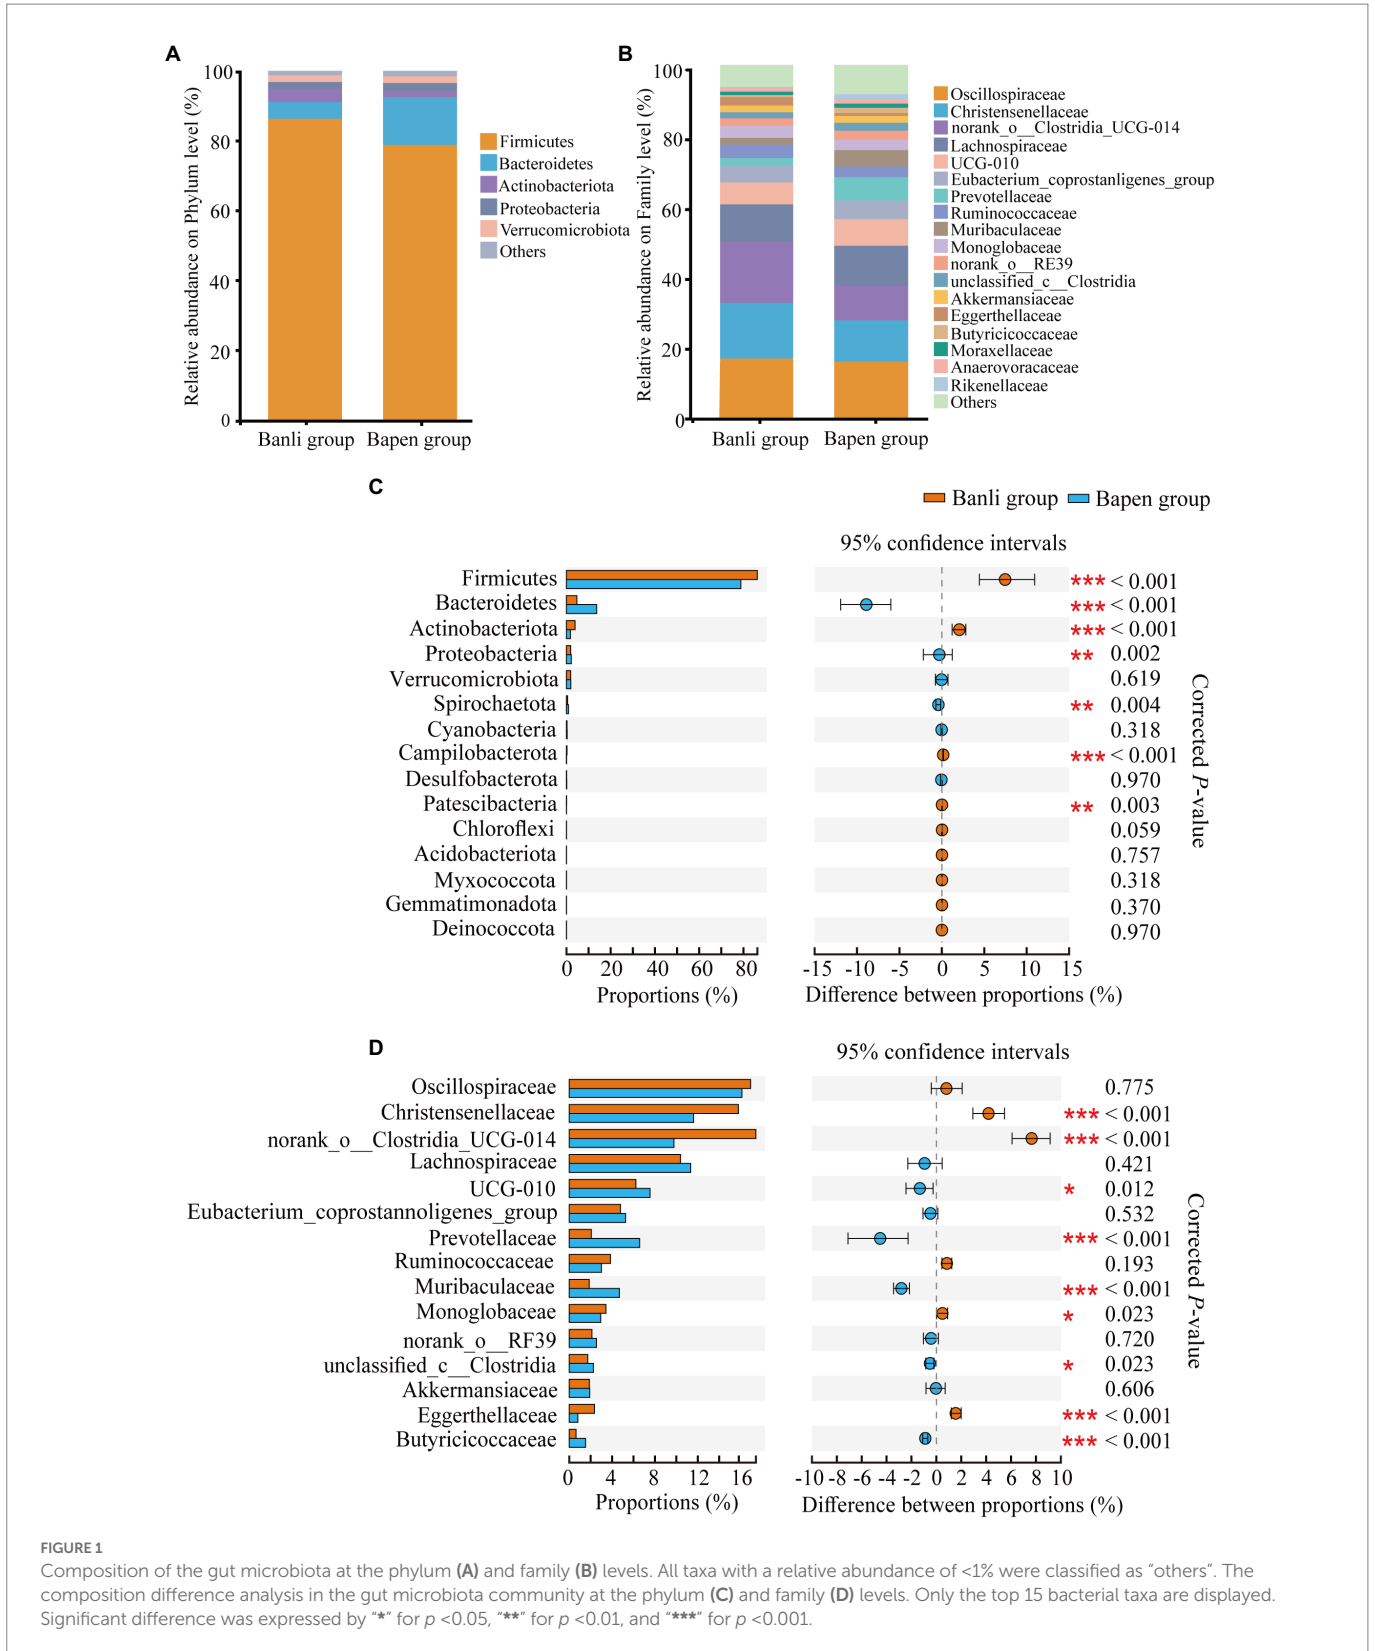 A
Relative abundance on Phylum level (%)
100
80
60
40
20
0
Banli group
Bapen group
Firmicutes
Bacteroidetes
Actinobacteriota
Proteobacteria
Verrucomicrobiota
Others
B
Relative abundance on Family level (%)
100
80
60
40
20
0
Banli group
Bapen group
Oscillospiraceae
Christensenellaceae
norank_o__Clostridia_UCG-014
Lachnospiraceae
UCG-010
Eubacterium_coprostanligenes_group
Prevotellaceae
Ruminococcaceae
Muribaculaceae
Monoglobaceae
norank_o__RE39
unclassified_c__Clostridia
Akkermansiaceae
Eggerthellaceae
Butyricicoccaceae
Moraxellaceae
Anaerovoracaceae
Rikenellaceae
Others
C
Banli group
Bapen group
95% confidence intervals
Firmicutes *** < 0.001
Bacteroidetes *** < 0.001
Actinobacteriota *** < 0.001
Proteobacteria ** 0.002
Verrucomicrobiota 0.619
Spirochaetota ** 0.004
Cyanobacteria 0.318
Campilobacterota *** < 0.001
Desulfobacterota 0.970
Patescibacteria ** 0.003
Chloroflexi 0.059
Acidobacteriota 0.757
Myxococcota 0.318
Gemmatimonadota 0.370
Deinococcota 0.970
Corrected P-value
0 20 40 60 80
-15 -10 -5 0 5 10 15
Proportions (%)
Difference between proportions (%)
D
95% confidence intervals
Oscillospiraceae 0.775
Christensenellaceae *** < 0.001
norank_o__Clostridia_UCG-014 *** < 0.001
Lachnospiraceae 0.421
UCG-010 * 0.012
Eubacterium_coprostannoligenes_group 0.532
Prevotellaceae *** < 0.001
Ruminococcaceae 0.193
Muribaculaceae *** < 0.001
Monoglobaceae * 0.023
norank_o__RF39 0.720
unclassified_c__Clostridia * 0.023
Akkermansiaceae 0.606
Eggerthellaceae *** < 0.001
Butyricicoccaceae *** < 0.001
Corrected P-value
0 4 8 12 16
-10 -8 -6 -4 -2 0 2 4 6 8 10
Proportions (%)
Difference between proportions (%)
FIGURE 1
Composition of the gut microbiota at the phylum (A) and family (B) levels. All taxa with a relative abundance of <1% were classified as “others”. The
composition difference analysis in the gut microbiota community at the phylum (C) and family (D) levels. Only the top 15 bacterial taxa are displayed.
Significant difference was expressed by “*” for p <0.05, “**” for p <0.01, and “***” for p <0.001.